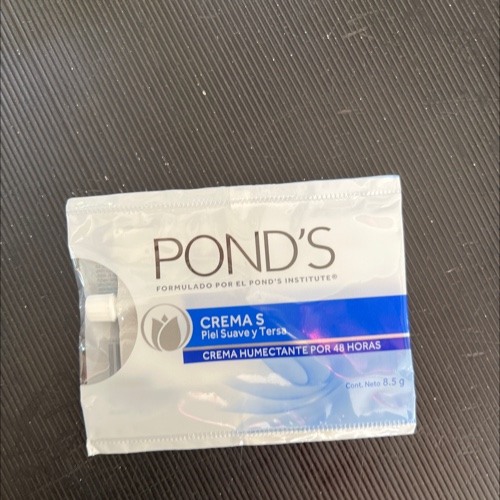 POND'S
FORMULADO POR EL POND'S INSTITUTE®
CREMA S
Piel Suave y Tersa
CREMA HUMECTANTE POR 48 HORAS
Cont. Neto 8.5 g